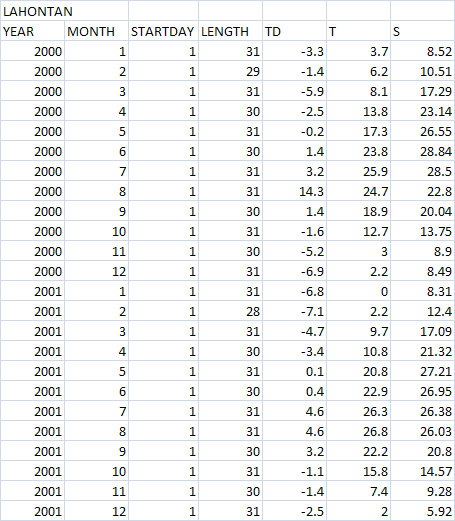 LAHONTAN
YEAR MONTH STARTDAY LENGTH TD T S
2000 1 1 31 -3.3 3.7 8.52
2000 2 1 29 -1.4 6.2 10.51
2000 3 1 31 -5.9 8.1 17.29
2000 4 1 30 -2.5 13.8 23.14
2000 5 1 31 -0.2 17.3 26.55
2000 6 1 30 1.4 23.8 28.84
2000 7 1 31 3.2 25.9 28.5
2000 8 1 31 14.3 24.7 22.8
2000 9 1 30 1.4 18.9 20.04
2000 10 1 31 -1.6 12.7 13.75
2000 11 1 30 -5.2 3 8.9
2000 12 1 31 -6.9 2.2 8.49
2001 1 1 31 -6.8 0 8.31
2001 2 1 28 -7.1 2.2 12.4
2001 3 1 31 -4.7 9.7 17.09
2001 4 1 30 -3.4 10.8 21.32
2001 5 1 31 0.1 20.8 27.21
2001 6 1 30 0.4 22.9 26.95
2001 7 1 31 4.6 26.3 26.38
2001 8 1 31 4.6 26.8 26.03
2001 9 1 30 3.2 22.2 20.8
2001 10 1 31 -1.1 15.8 14.57
2001 11 1 30 -1.4 7.4 9.28
2001 12 1 31 -2.5 2 5.92